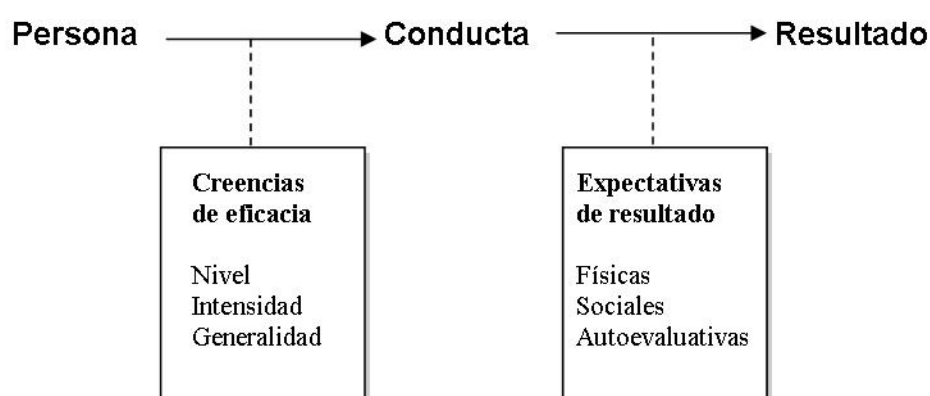 Persona Conducta Resultado
Creencias
de eficacia
Nivel
Intensidad
Generalidad
Expectativas
de resultado
Físicas
Sociales
Autoevaluativas